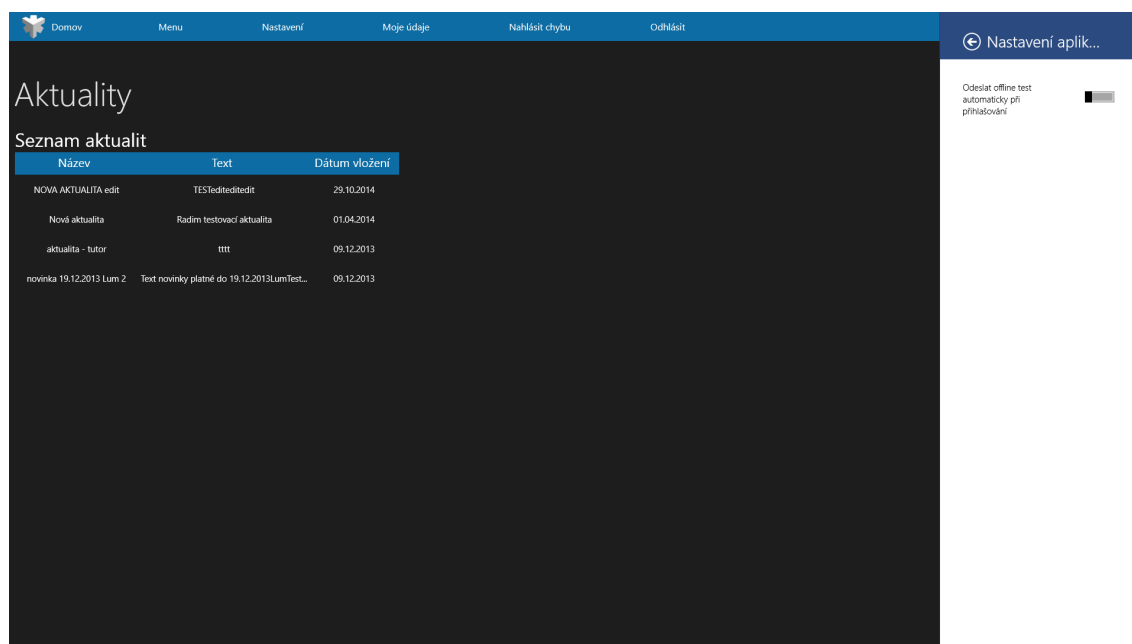 Domov Menu Nastavení Moje údaje Nahlásit chybu Odhlásit
Nastavení aplik...
Odeslat offline test
automaticky při
přihlašování
Aktuality
Seznam aktualit
Název Text Dátum vložení
NOVA AKTUALITA edit TESTediteditedit 29.10.2014
Nová aktualita Radim testovací aktualita 01.04.2014
aktualita - tutor tttt 09.12.2013
novinka 19.12.2013 Lum 2 Text novinky platné do 19.12.2013LumTest... 09.12.2013